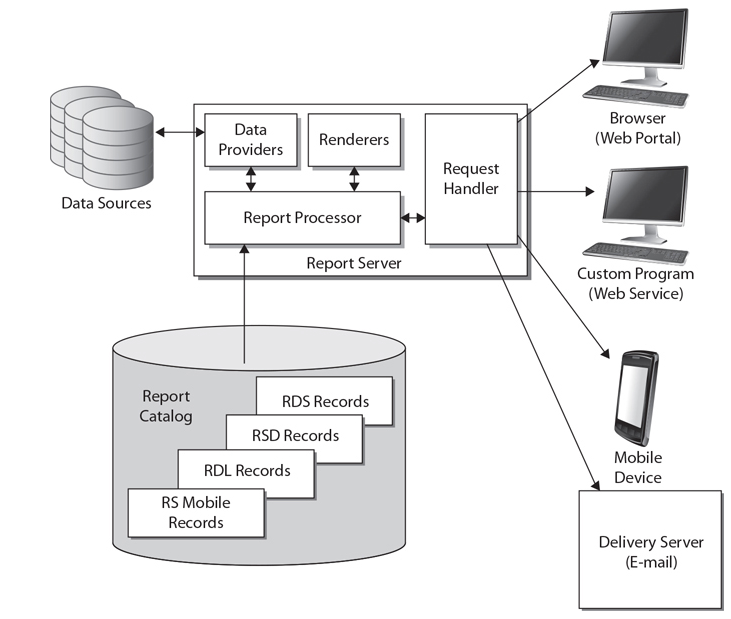 Data Sources
Data
Providers
Renderers
Report Processor
Request
Handler
Report Server
Browser
(Web Portal)
Custom Program
(Web Service)
Mobile
Device
Delivery Server
(E-mail)
Report
Catalog
RDS Records
RSD Records
RDL Records
RS Mobile
Records